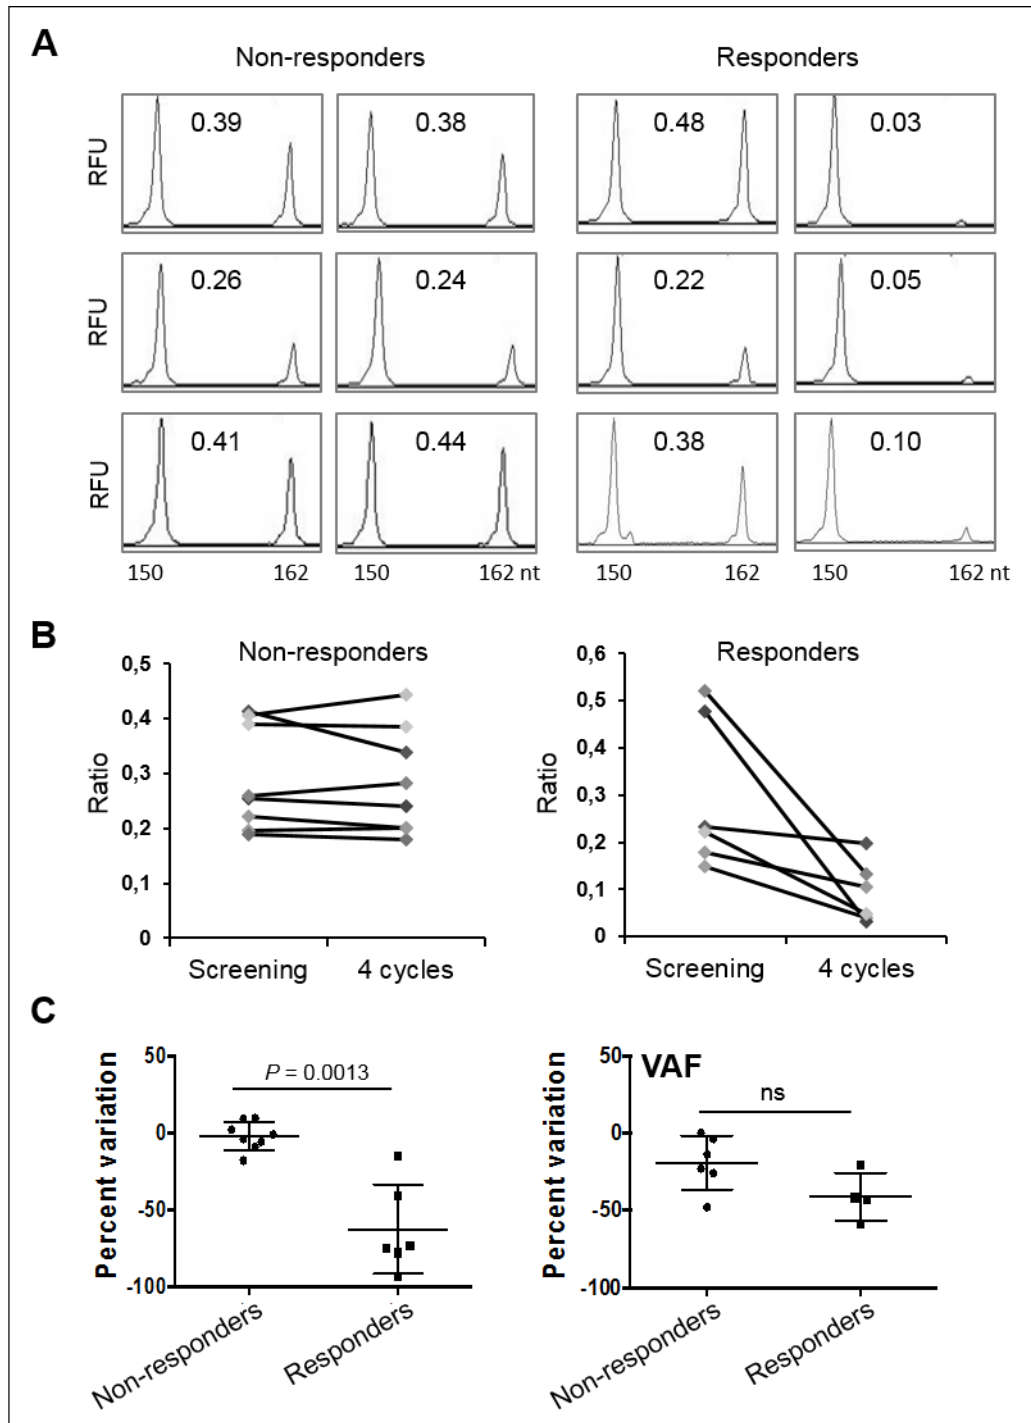 A
Non-responders Responders
RFU 0.39 0.38 0.48 0.03
RFU 0.26 0.24 0.22 0.05
RFU 0.41 0.44 0.38 0.10
150 162 150 162 nt 150 162 150 162 nt
B
Non-responders
Ratio
0,5
0,4
0,3
0,2
0,1
0
Screening 4 cycles
Responders
Ratio
0,6
0,5
0,4
0,3
0,2
0,1
0
Screening 4 cycles
C
Percent variation
50
0
-50
-100
P = 0.0013
Non-responders Responders
VAF
Percent variation
50
0
-50
-100
ns
Non-responders Responders